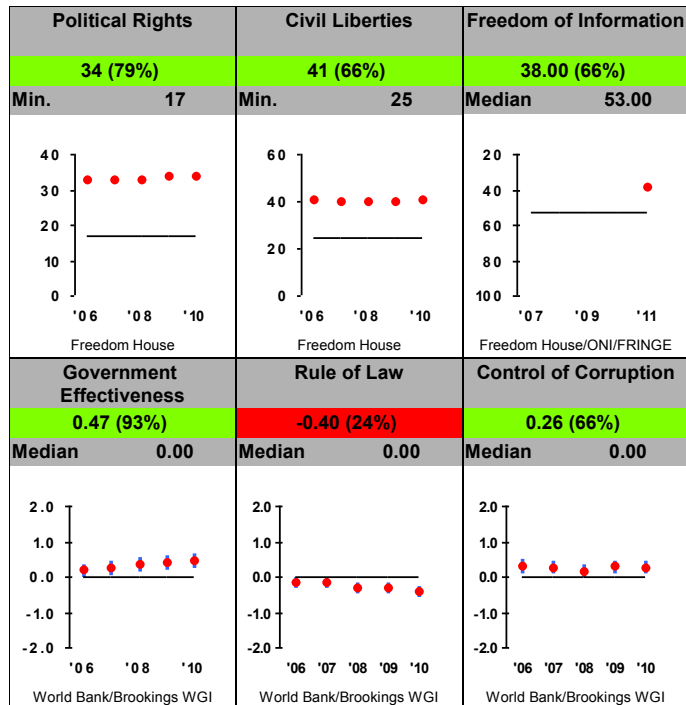 Political Rights
34 (79%)
Min. 17
40
30
20
10
0
'06 '08 '10
Freedom House
Civil Liberties
41 (66%)
Min. 25
60
40
20
0
'06 '08 '10
Freedom House
Freedom of Information
38.00 (66%)
Median 53.00
20
40
60
80
100
'07 '09 '11
Freedom House/ONI/FRINGE
Government
Effectiveness
0.47 (93%)
Median 0.00
2.0
1.0
0.0
-1.0
-2.0
'06 '08 '10
World Bank/Brookings WGI
Rule of Law
-0.40 (24%)
Median 0.00
2.0
1.0
0.0
-1.0
-2.0
'06 '07 '08 '09 '10
World Bank/Brookings WGI
Control of Corruption
0.26 (66%)
Median 0.00
2.0
1.0
0.0
-1.0
-2.0
'06 '07 '08 '09 '10
World Bank/Brookings WGI